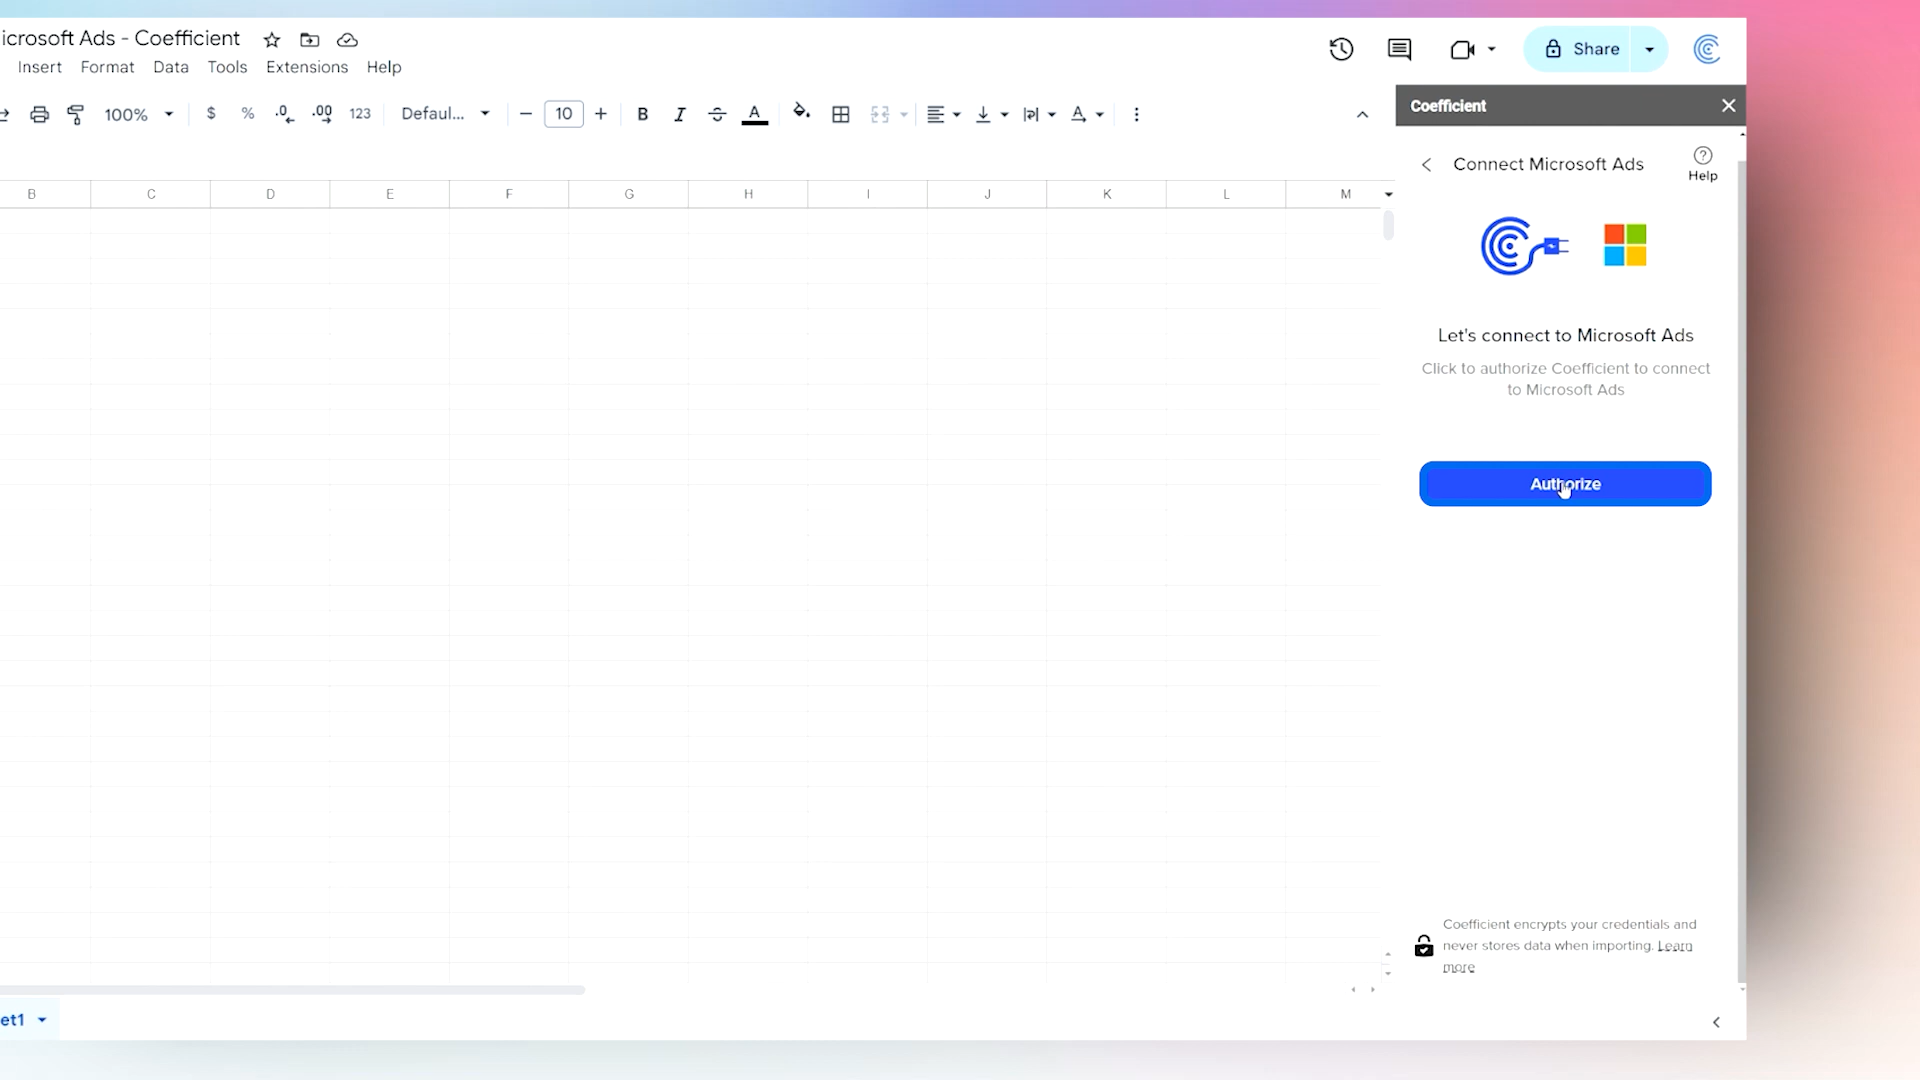 icrosoft Ads - Coefficient
Insert Format Data Tools Extensions Help
Share
100% $ % .0 .00 123 Defaul... 10 B I A A
Coefficient
Connect Microsoft Ads
Help
B C D E F G H I J K L M
Let's connect to Microsoft Ads
Click to authorize Coefficient to connect
to Microsoft Ads
Authorize
Coefficient encrypts your credentials and
never stores data when importing. Learn
more
et1